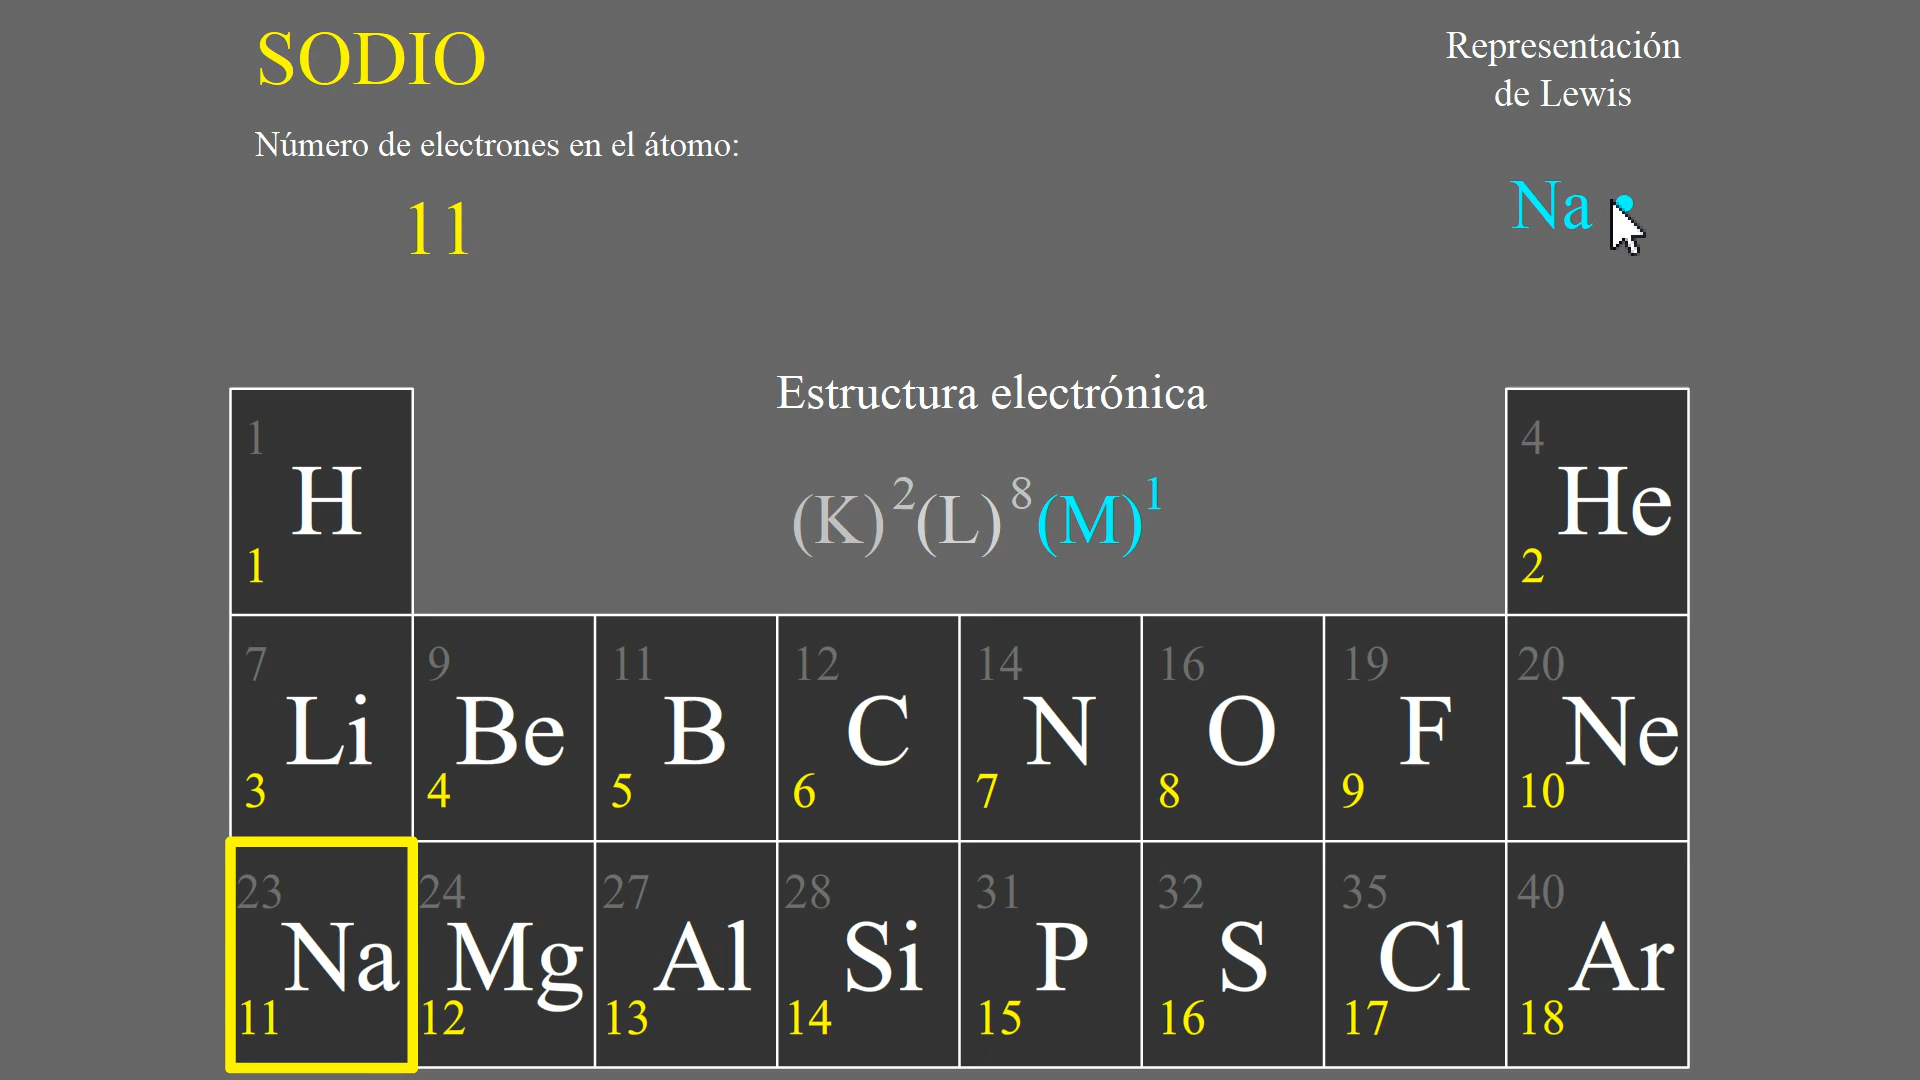 SODIO
Representación
de Lewis
Número de electrones en el átomo:
11
Na
Estructura electrónica
(K)²(L)⁸(M)¹
1 H 1
4 He 2
7 Li 3
9 Be 4
11 B 5
12 C 6
14 N 7
16 O 8
19 F 9
20 Ne 10
23 Na 11
24 Mg 12
27 Al 13
28 Si 14
31 P 15
32 S 16
35 Cl 17
40 Ar 18